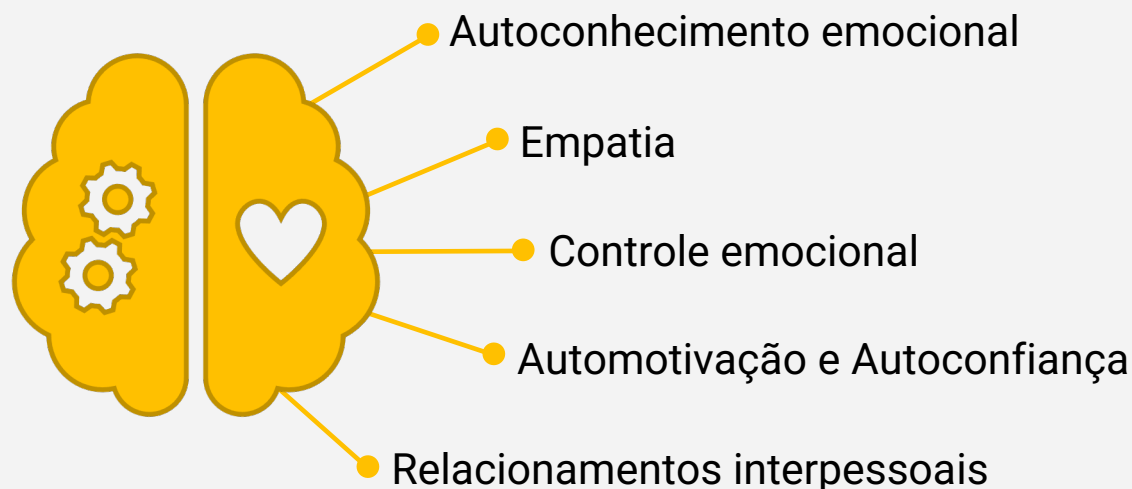 Autoconhecimento emocional
Empatia
Controle emocional
Automotivação e Autoconfiança
Relacionamentos interpessoais